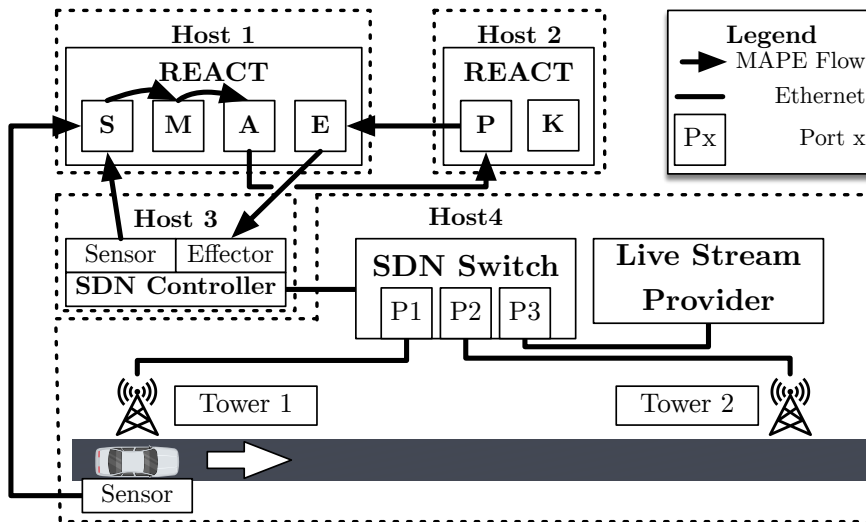 Host 1
REACT
S M A E
Host 2
REACT
P K
Legend
MAPE Flow
Ethernet
Px Port x
Host 3
Sensor Effector
SDN Controller
Host4
SDN Switch
P1 P2 P3
Live Stream
Provider
Tower 1
Tower 2
Sensor